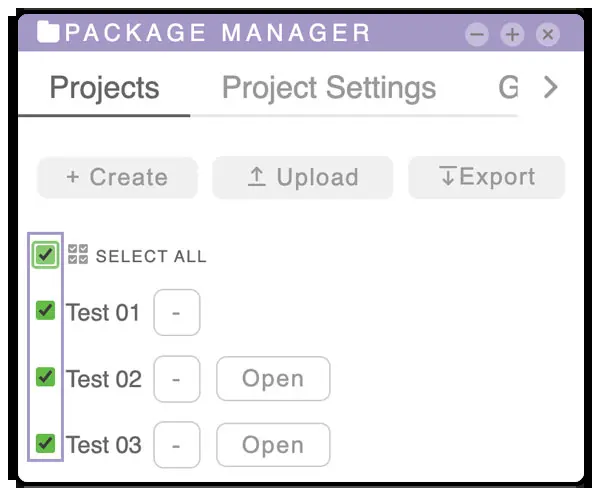 PACKAGE MANAGER
Projects Project Settings G
+ Create Upload Export
SELECT ALL
Test 01 -
Test 02 - Open
Test 03 - Open